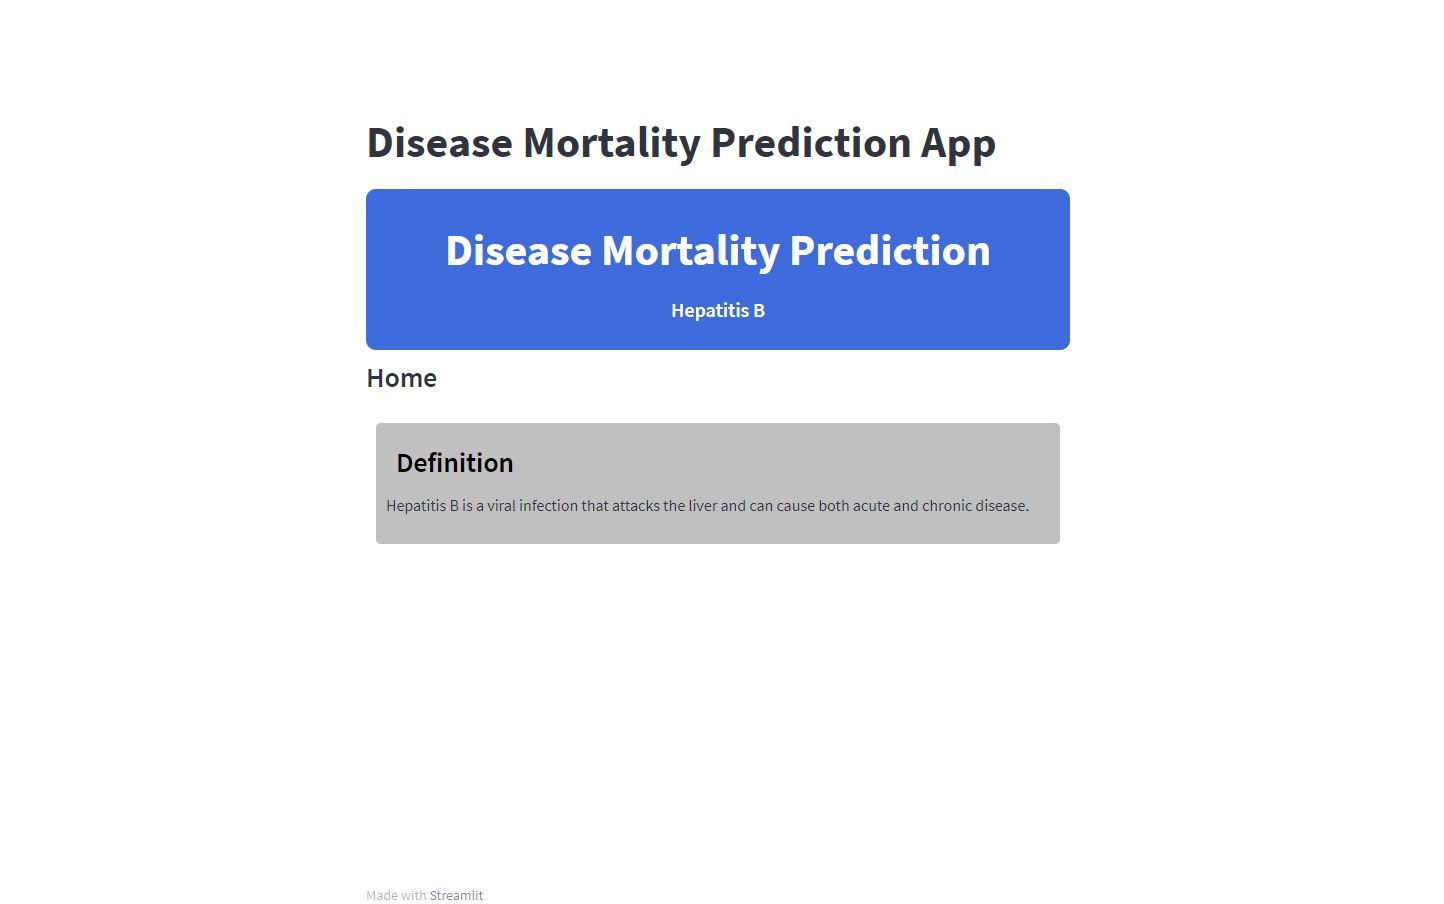 Disease Mortality Prediction App
Disease Mortality Prediction
Hepatitis B
Home
Definition
Hepatitis B is a viral infection that attacks the liver and can cause both acute and chronic disease.
Made with Streamlit